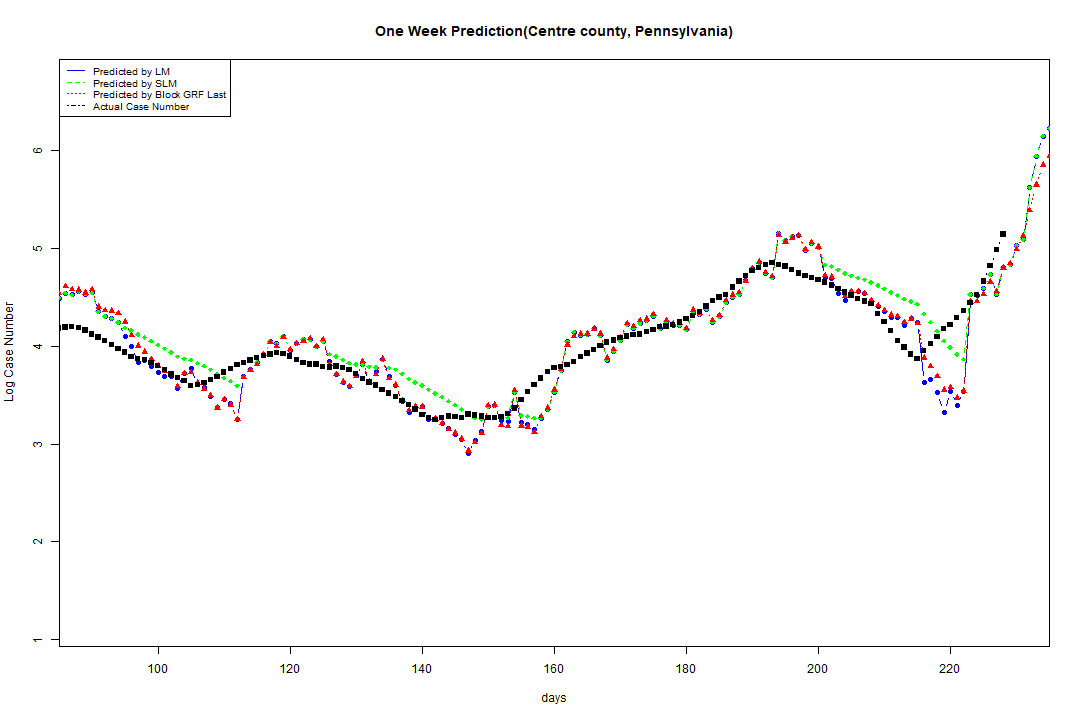 One Week Prediction(Centre county, Pennsylvania)
Predicted by LM
Predicted by SLM
Predicted by Block GRF Last
Actual Case Number
Log Case Number
6
5
4
3
2
1
100 120 140 160 180 200 220
days